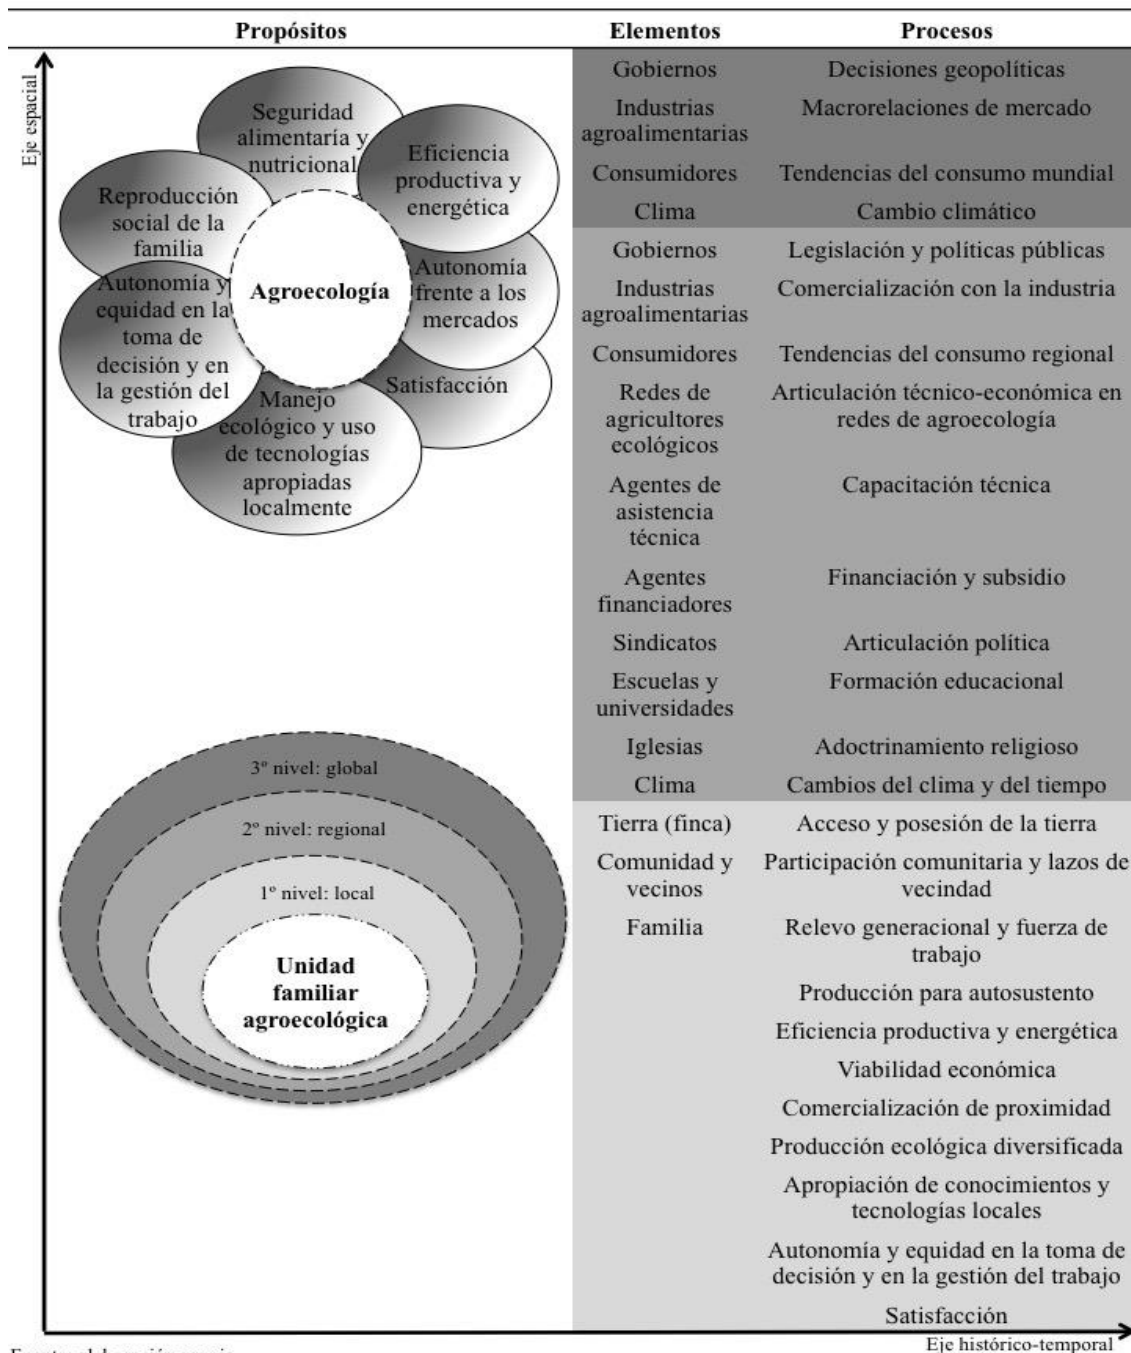 Propósitos
Elementos
Procesos
Eje espacial
Seguridad
alimentaría y
nutricional
Eficiencia
productiva y
energética
Reproducción
social de la
familia
Autonomía
frente a los
mercados
Agroecología
Autonomía y
equidad en la
toma de
decisión y en
la gestión del
trabajo
Satisfacción
Manejo
ecológico y uso
de tecnologías
apropiadas
localmente
3º nivel: global
2º nivel: regional
1º nivel: local
Unidad
familiar
agroecológica
Gobiernos
Decisiones geopolíticas
Industrias
agroalimentarias
Macrorelaciones de mercado
Consumidores
Tendencias del consumo mundial
Clima
Cambio climático
Gobiernos
Legislación y políticas públicas
Industrias
agroalimentarias
Comercialización con la industria
Consumidores
Tendencias del consumo regional
Redes de
agricultores
ecológicos
Articulación técnico-económica en
redes de agroecología
Agentes de
asistencia
técnica
Capacitación técnica
Agentes
financiadores
Financiación y subsidio
Sindicatos
Articulación política
Escuelas y
universidades
Formación educacional
Iglesias
Adoctrinamiento religioso
Clima
Cambios del clima y del tiempo
Tierra (finca)
Acceso y posesión de la tierra
Comunidad y
vecinos
Participación comunitaria y lazos de
vecindad
Familia
Relevo generacional y fuerza de
trabajo
Producción para autosustento
Eficiencia productiva y energética
Viabilidad económica
Comercialización de proximidad
Producción ecológica diversificada
Apropiación de conocimientos y
tecnologías locales
Autonomía y equidad en la toma de
decisión y en la gestión del trabajo
Satisfacción
Eje histórico-temporal